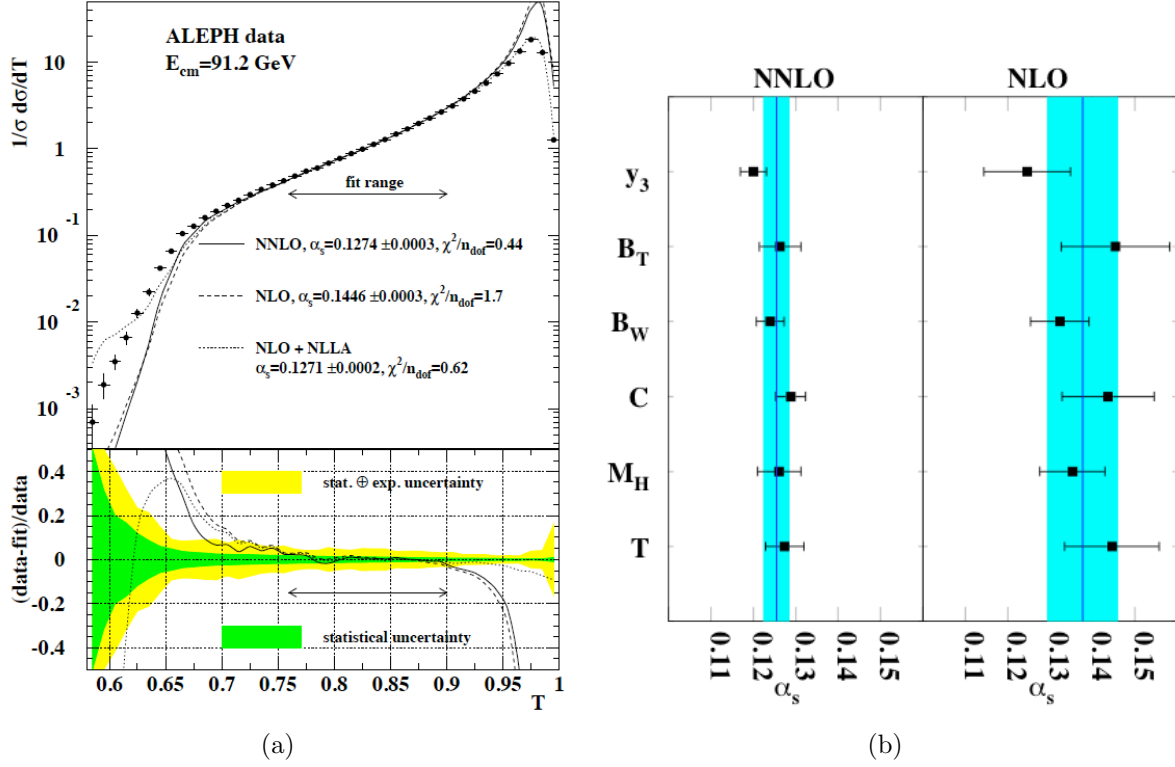 ALEPH data
E_cm=91.2 GeV
1/σ dσ/dT
10
1
10^-1
10^-2
10^-3
fit range
NNLO, α_s=0.1274 ±0.0003, χ²/n_dof=0.44
NLO, α_s=0.1446 ±0.0003, χ²/n_dof=1.7
NLO + NLLA
α_s=0.1271 ±0.0002, χ²/n_dof=0.62
(data-fit)/data
0.4
0.2
0
-0.2
-0.4
stat. ⊕ exp. uncertainty
statistical uncertainty
0.6 0.65 0.7 0.75 0.8 0.85 0.9 0.95 1
T
(a)
NNLO NLO
y_3
B_T
B_W
C
M_H
T
0.11 0.12 0.13 0.14 0.15 0.11 0.12 0.13 0.14 0.15
α_s α_s
(b)